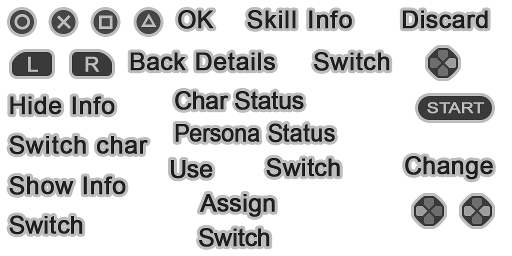 OK Skill Info Discard
L R Back Details Switch
Hide Info Char Status START
Switch char Persona Status
Use Switch Change
Show Info Assign
Switch Switch